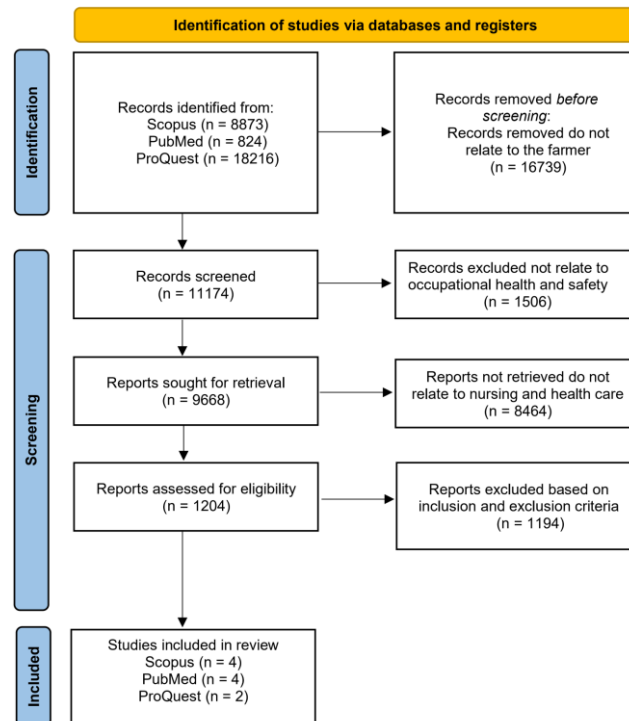 Identification of studies via databases and registers
Identification
Records identified from:
Scopus (n = 8873)
PubMed (n = 824)
ProQuest (n = 18216)
Records removed before
screening:
Records removed do not
relate to the farmer
(n = 16739)
Screening
Records screened
(n = 11174)
Records excluded not relate to
occupational health and safety
(n = 1506)
Reports sought for retrieval
(n = 9668)
Reports not retrieved do not
relate to nursing and health care
(n = 8464)
Reports assessed for eligibility
(n = 1204)
Reports excluded based on
inclusion and exclusion criteria
(n = 1194)
Included
Studies included in review
Scopus (n = 4)
PubMed (n = 4)
ProQuest (n = 2)